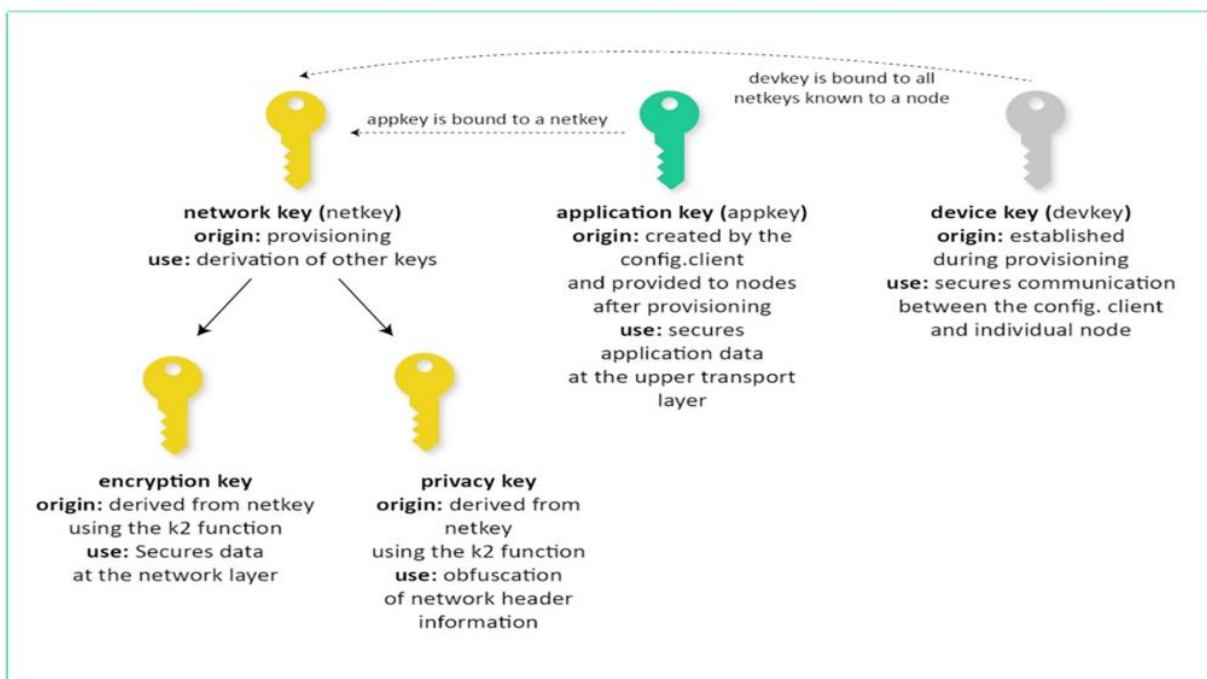 devkey is bound to all
netkeys known to a node
appkey is bound to a netkey
network key (netkey)
origin: provisioning
use: derivation of other keys
application key (appkey)
origin: created by the
config.client
and provided to nodes
after provisioning
use: secures
application data
at the upper transport
layer
device key (devkey)
origin: established
during provisioning
use: secures communication
between the config. client
and individual node
encryption key
origin: derived from netkey
using the k2 function
use: Secures data
at the network layer
privacy key
origin: derived from
netkey
using the k2 function
use: obfuscation
of network header
information